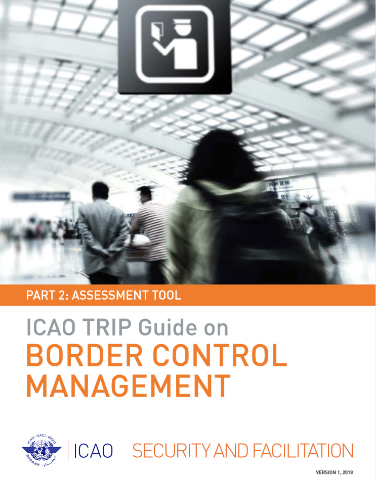 PART 2: ASSESSMENT TOOL
ICAO TRIP Guide on
BORDER CONTROL
MANAGEMENT
ICAO SECURITY AND FACILITATION
VERSION 1, 2018